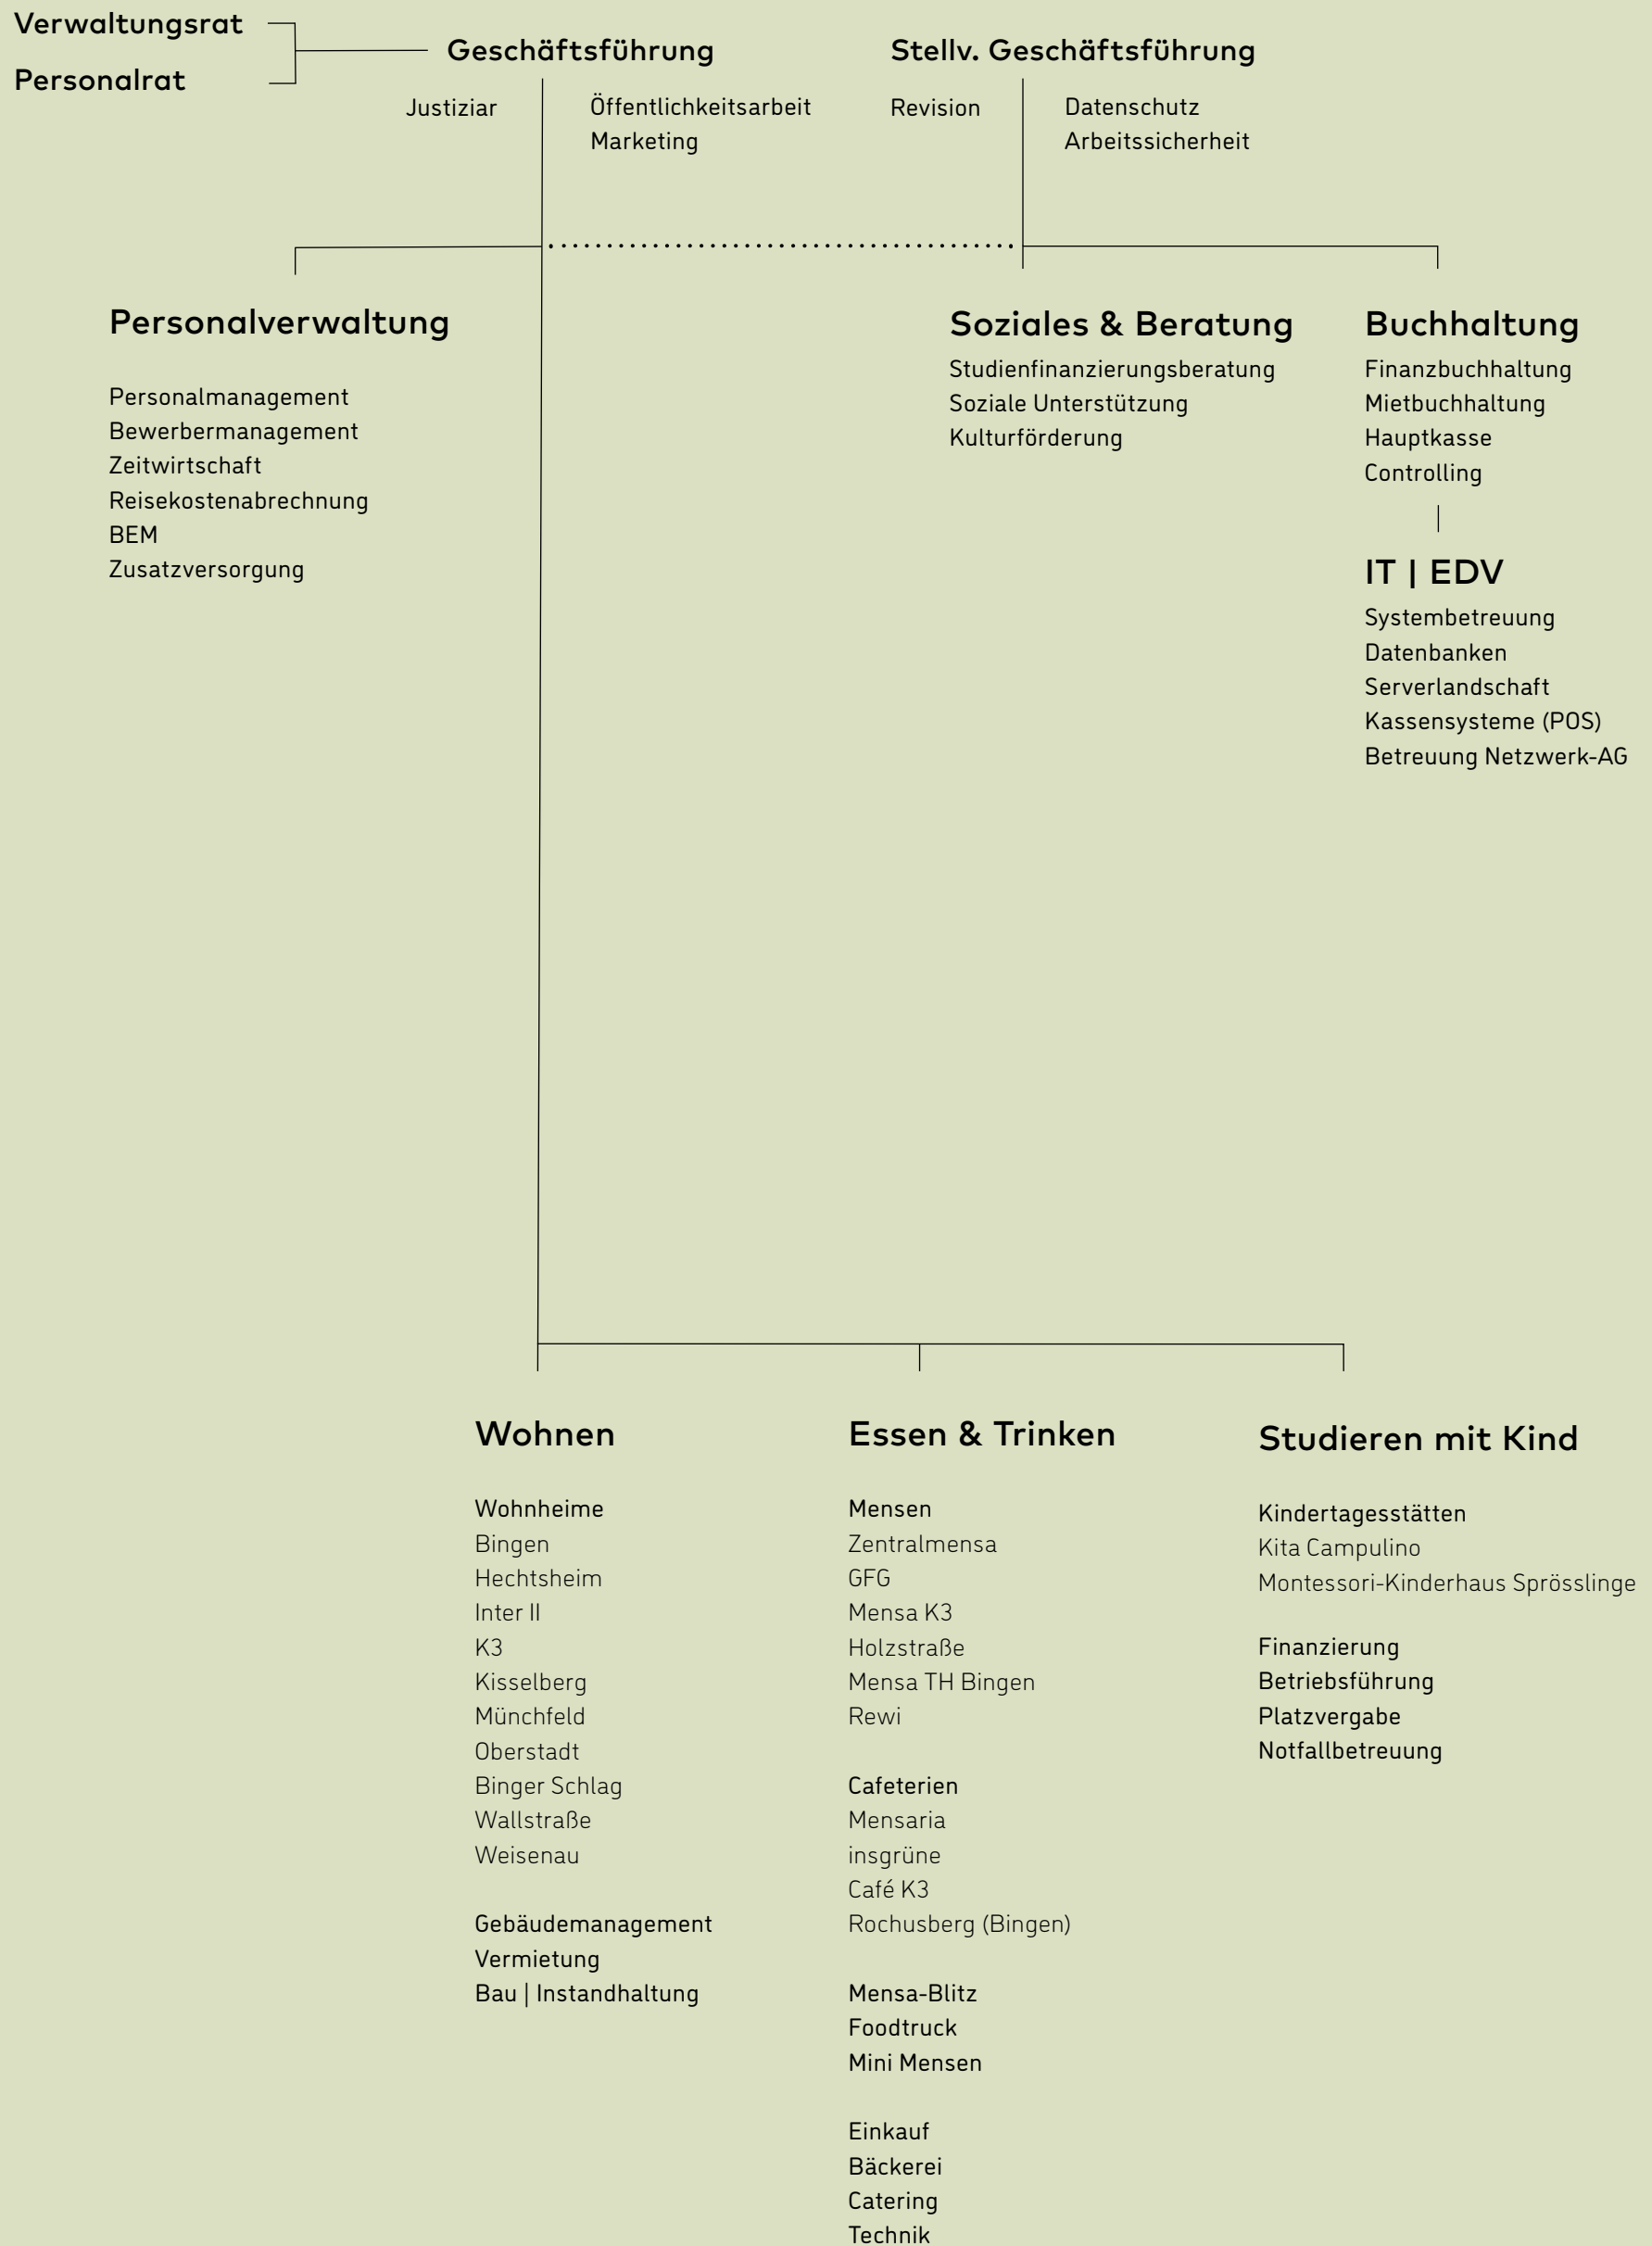 Verwaltungsrat
Personalrat
Geschäftsführung
Justiziar
Öffentlichkeitsarbeit
Marketing
Stellv. Geschäftsführung
Revision
Datenschutz
Arbeitssicherheit
Personalverwaltung
Personalmanagement
Bewerbermanagement
Zeitwirtschaft
Reisekostenabrechnung
BEM
Zusatzversorgung
Soziales & Beratung
Studienfinanzierungsberatung
Soziale Unterstützung
Kulturförderung
Buchhaltung
Finanzbuchhaltung
Mietbuchhaltung
Hauptkasse
Controlling
IT | EDV
Systembetreuung
Datenbanken
Serverlandschaft
Kassensysteme (POS)
Betreuung Netzwerk-AG
Wohnen
Wohnheime
Bingen
Hechtsheim
Inter II
K3
Kisselberg
Münchfeld
Oberstadt
Binger Schlag
Wallstraße
Weisenau
Gebäudemanagement
Vermietung
Bau | Instandhaltung
Essen & Trinken
Mensen
Zentralmensa
GFG
Mensa K3
Holzstraße
Mensa TH Bingen
Rewi
Cafeterien
Mensaria
insgrüne
Café K3
Rochusberg (Bingen)
Mensa-Blitz
Foodtruck
Mini Mensen
Einkauf
Bäckerei
Catering
Technik
Studieren mit Kind
Kindertagesstätten
Kita Campulino
Montessori-Kinderhaus Sprösslinge
Finanzierung
Betriebsführung
Platzvergabe
Notfallbetreuung